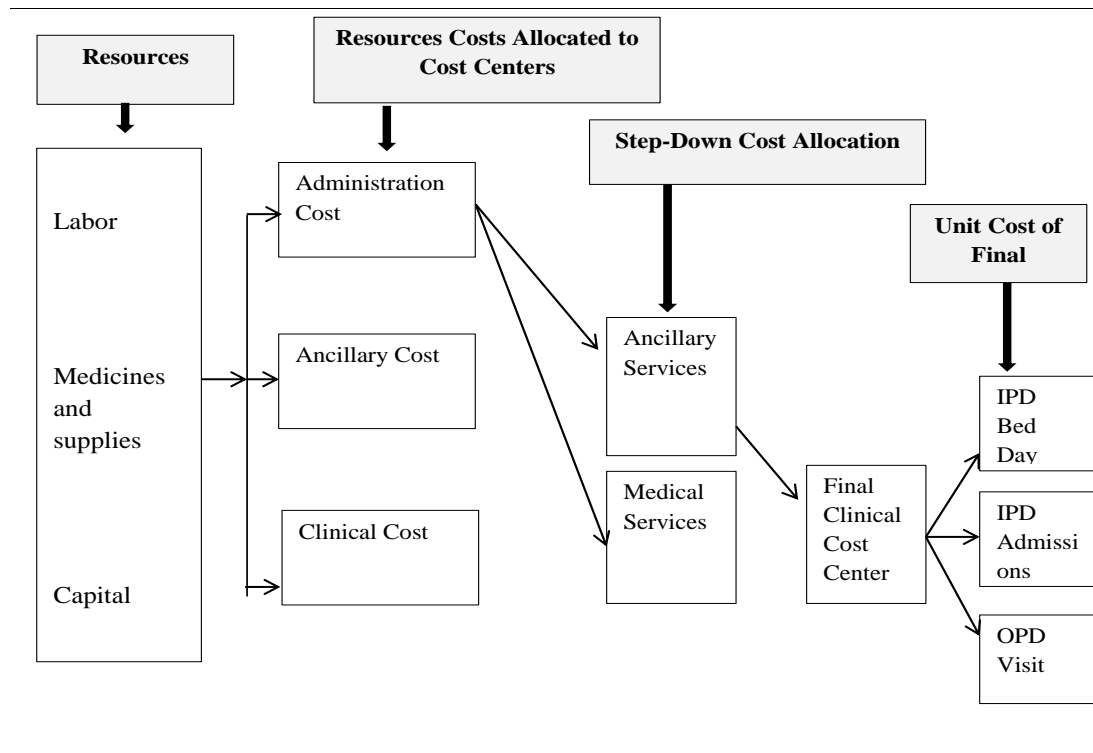 Resources
Resources Costs Allocated to
Cost Centers
Step-Down Cost Allocation
Unit Cost of
Final
Labor
Medicines
and
supplies
Capital
Administration
Cost
Ancillary Cost
Clinical Cost
Ancillary
Services
Medical
Services
Final
Clinical
Cost
Center
IPD
Bed
Day
IPD
Admissi
ons
OPD
Visit